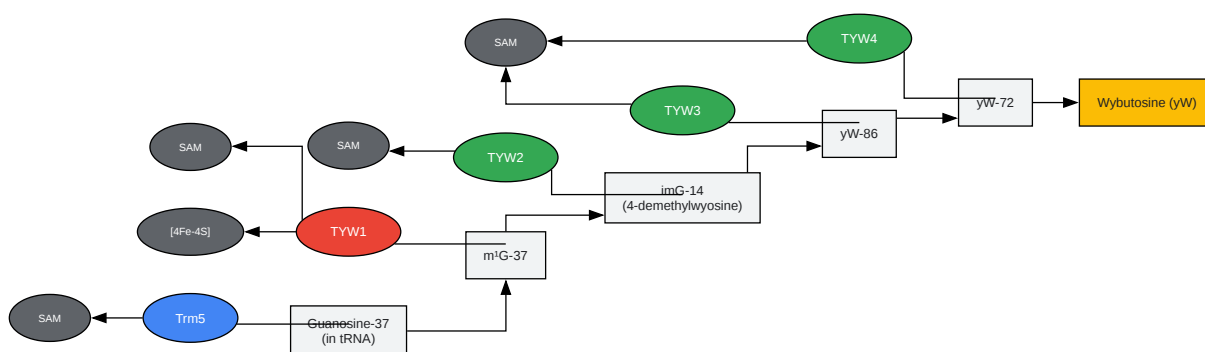 SAM
TYW4
yW-72
Wybutosine (yW)
TYW3
yW-86
SAM
SAM
TYW2
imG-14
(4-demethylwyosine)
[4Fe-4S]
TYW1
m¹G-37
SAM
Trm5
Guanosine-37
(in tRNA)